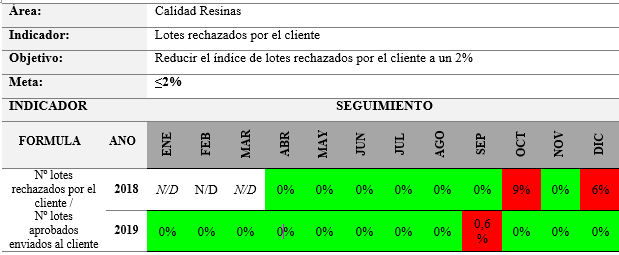 Área: Calidad Resinas
Indicador: Lotes rechazados por el cliente
Objetivo: Reducir el índice de lotes rechazados por el cliente a un 2%
Meta: ≤2%
INDICADOR SEGUIMIENTO
FORMULA ANO ENE FEB MAR ABR MAY JUN JUL AGO SEP OCT NOV DIC
Nº lotes
rechazados por el
cliente /
2018 N/D N/D N/D 0% 0% 0% 0% 0% 0% 9% 0% 6%
Nº lotes
aprobados
enviados al cliente
2019 0% 0% 0% 0% 0% 0% 0% 0% 0,6
%
0% 0% 0%